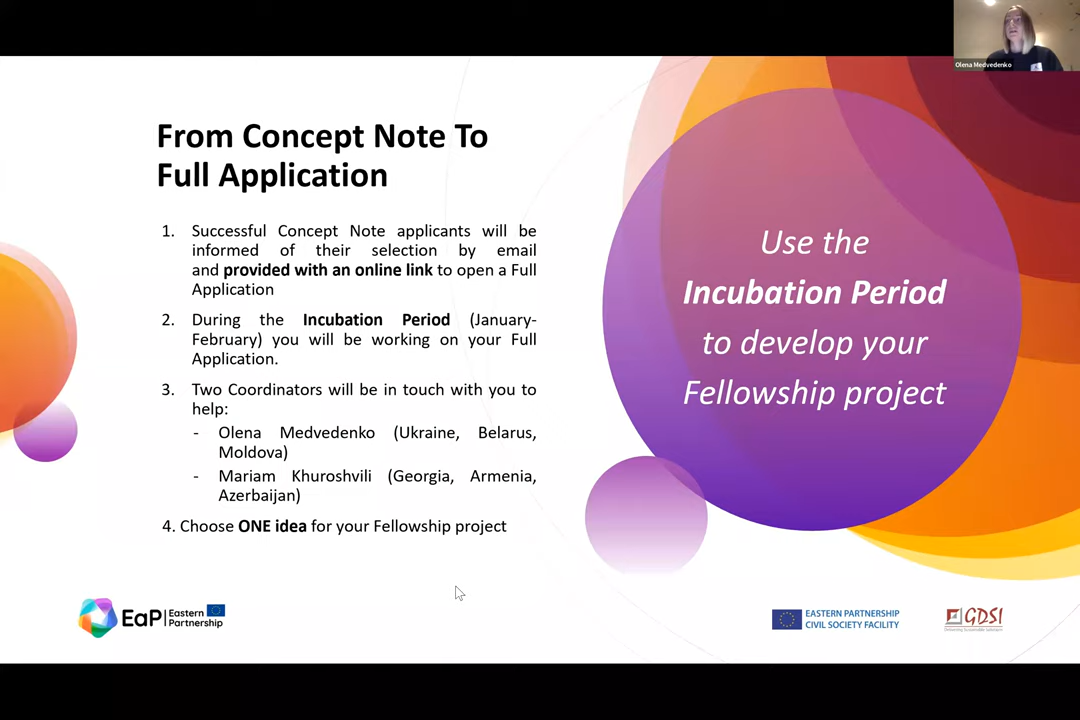 Olena Medvedenko
From Concept Note To
Full Application
1. Successful Concept Note applicants will be
informed of their selection by email
and provided with an online link to open a Full
Application
2. During the Incubation Period (January-
February) you will be working on your Full
Application.
3. Two Coordinators will be in touch with you to
help:
- Olena Medvedenko (Ukraine, Belarus,
Moldova)
- Mariam Khuroshvili (Georgia, Armenia,
Azerbaijan)
4. Choose ONE idea for your Fellowship project
Use the
Incubation Period
to develop your
Fellowship project
EaP Eastern
Partnership
EASTERN PARTNERSHIP
CIVIL SOCIETY FACILITY
GDSI
Delivering Sustainable Solutions